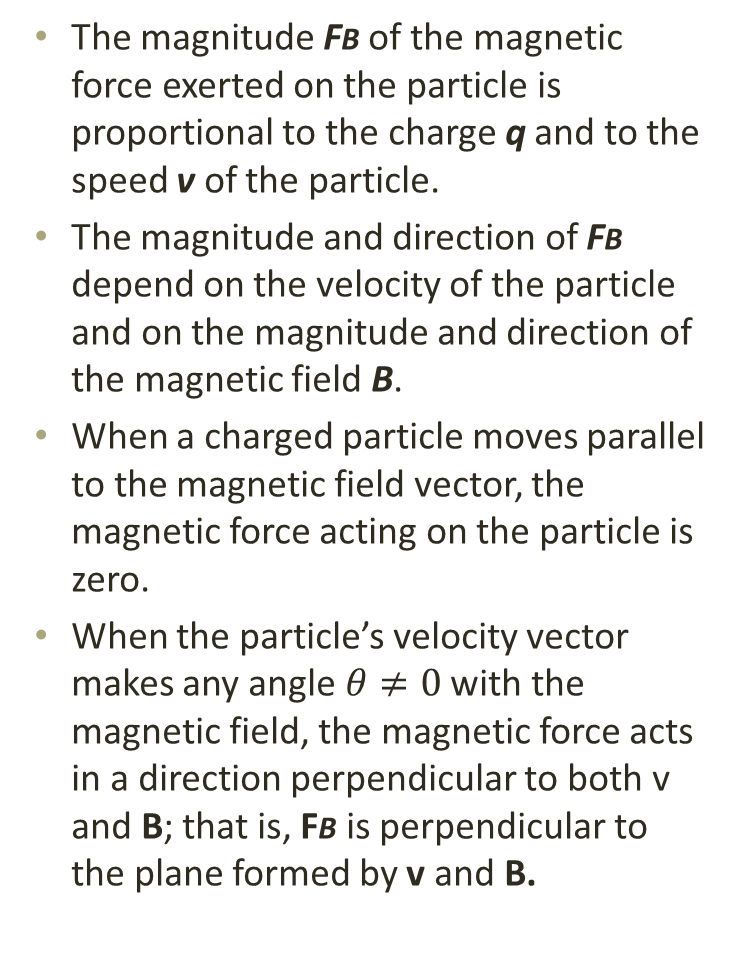 • The magnitude FB of the magnetic
force exerted on the particle is
proportional to the charge q and to the
speed v of the particle.
• The magnitude and direction of FB
depend on the velocity of the particle
and on the magnitude and direction of
the magnetic field B.
• When a charged particle moves parallel
to the magnetic field vector, the
magnetic force acting on the particle is
zero.
• When the particle’s velocity vector
makes any angle θ ≠ 0 with the
magnetic field, the magnetic force acts
in a direction perpendicular to both v
and B; that is, FB is perpendicular to
the plane formed by v and B.